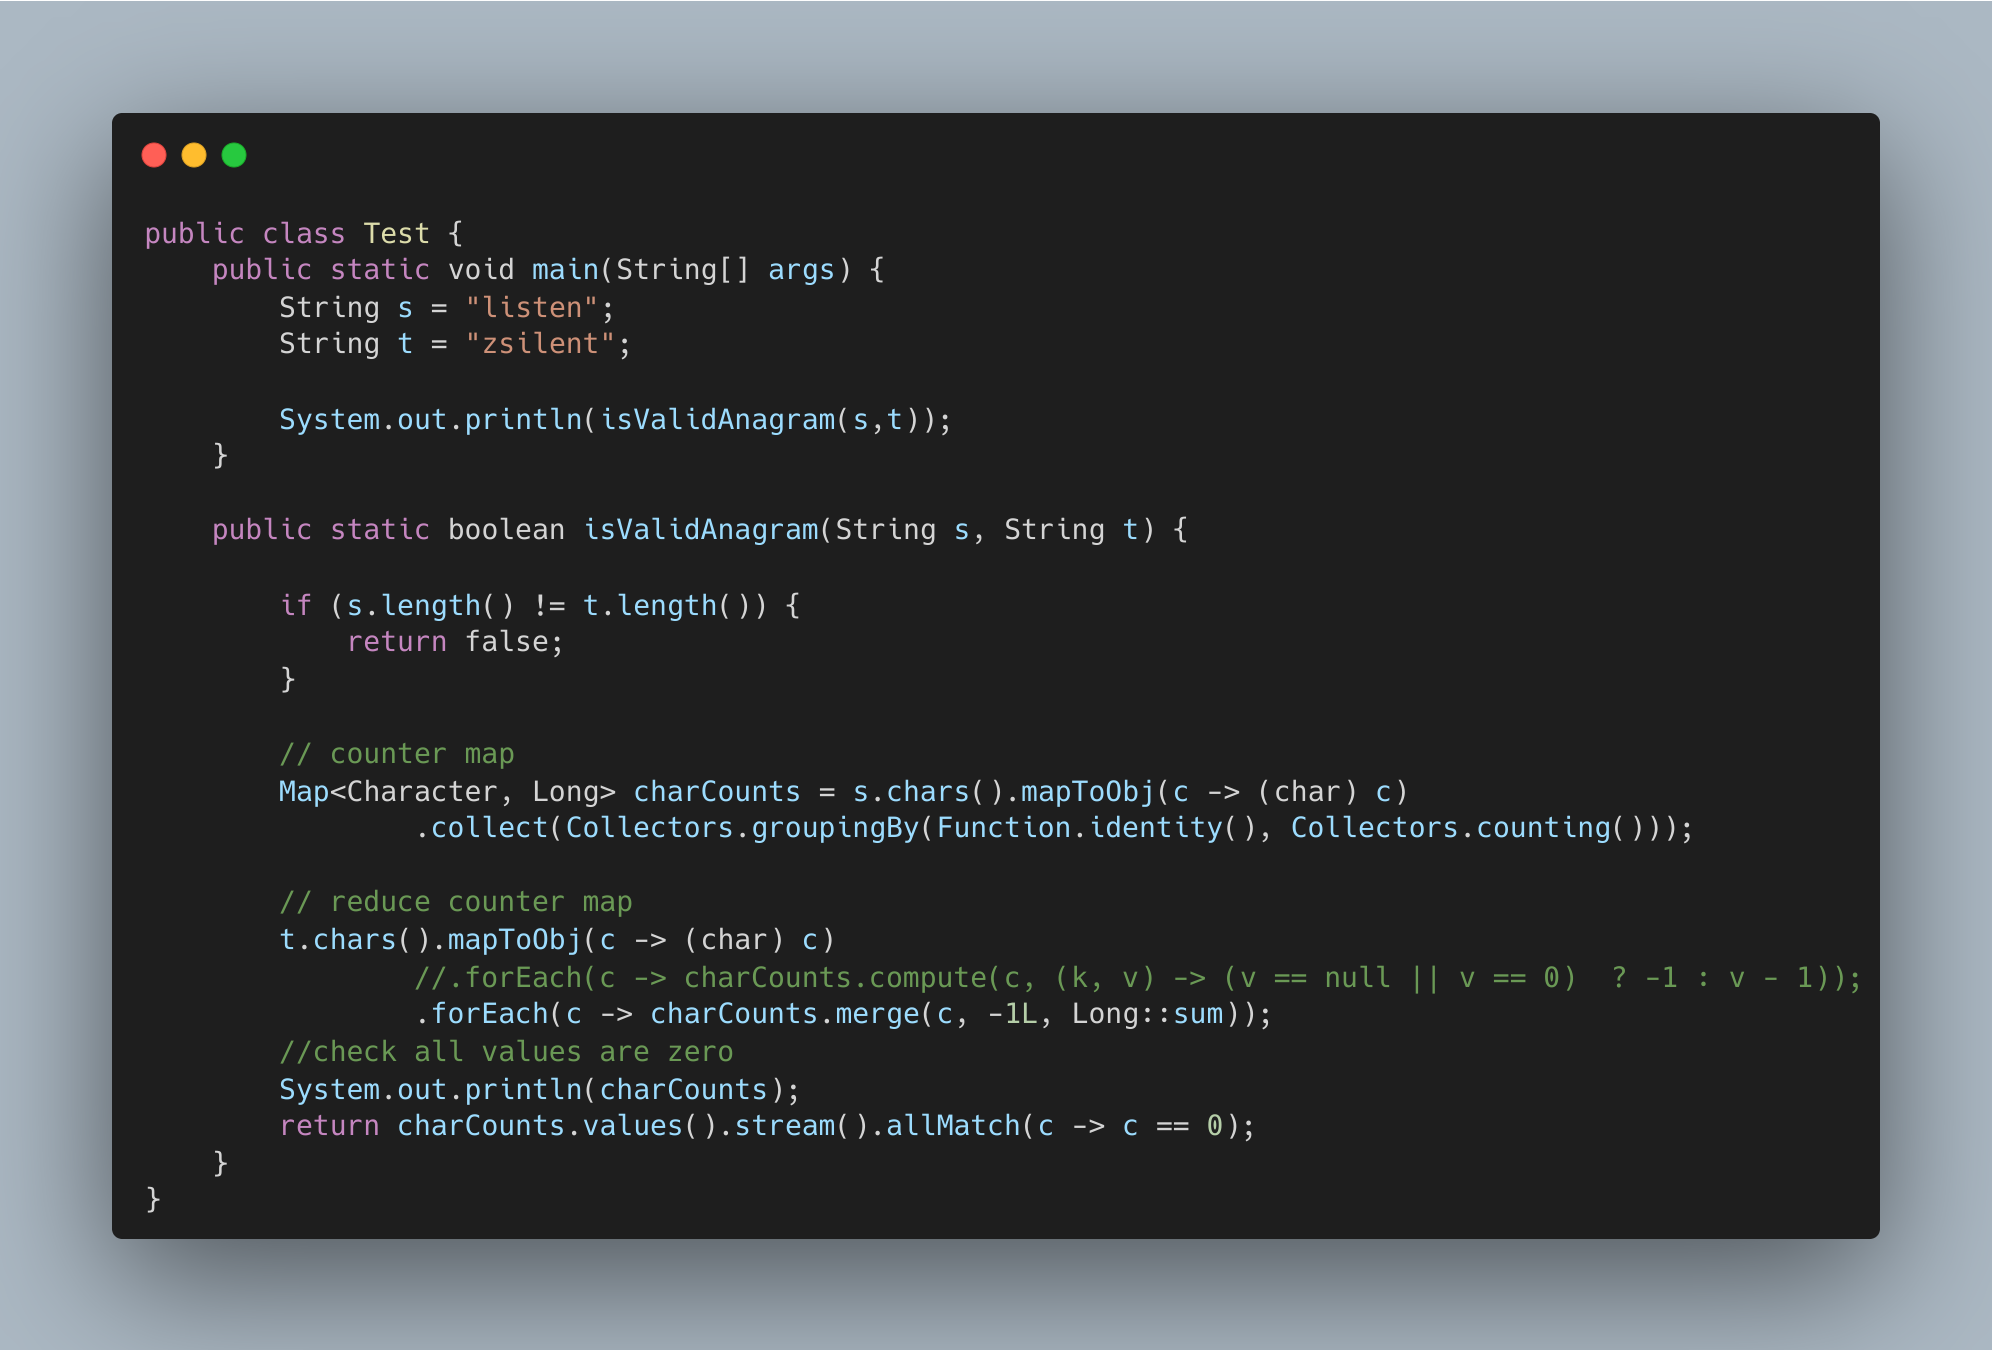 public class Test {
    public static void main(String[] args) {
        String s = "listen";
        String t = "zsilent";

        System.out.println(isValidAnagram(s,t));
    }

    public static boolean isValidAnagram(String s, String t) {

        if (s.length() != t.length()) {
            return false;
        }

        // counter map
        Map<Character, Long> charCounts = s.chars().mapToObj(c -> (char) c)
                .collect(Collectors.groupingBy(Function.identity(), Collectors.counting()));

        // reduce counter map
        t.chars().mapToObj(c -> (char) c)
                //.forEach(c -> charCounts.compute(c, (k, v) -> (v == null || v == 0)  ? -1 : v - 1));
                .forEach(c -> charCounts.merge(c, -1L, Long::sum));
        //check all values are zero
        System.out.println(charCounts);
        return charCounts.values().stream().allMatch(c -> c == 0);
    }
}